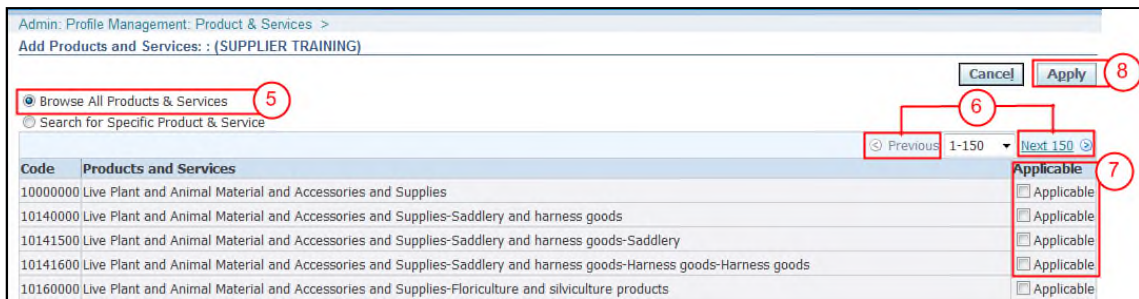 Admin: Profile Management: Product & Services >
Add Products and Services: : (SUPPLIER TRAINING)
Cancel Apply 8
Browse All Products & Services 5
6
Search for Specific Product & Service
Previous 1-150 Next 150
Code Products and Services Applicable 7
10000000 Live Plant and Animal Material and Accessories and Supplies Applicable
10140000 Live Plant and Animal Material and Accessories and Supplies-Saddlery and harness goods Applicable
10141500 Live Plant and Animal Material and Accessories and Supplies-Saddlery and harness goods-Saddlery Applicable
10141600 Live Plant and Animal Material and Accessories and Supplies-Saddlery and harness goods-Harness goods-Harness goods Applicable
10160000 Live Plant and Animal Material and Accessories and Supplies-Floriculture and silviculture products Applicable